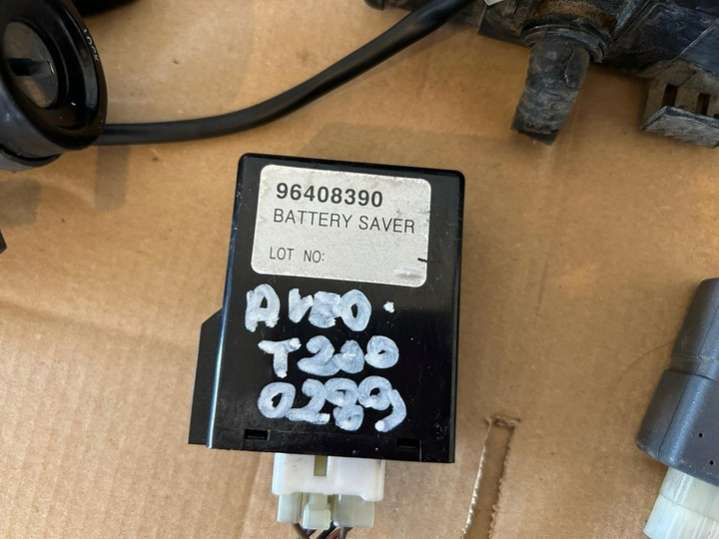 96408390
BATTERY SAVER
LOT NO:
AVEO.
T200
0289